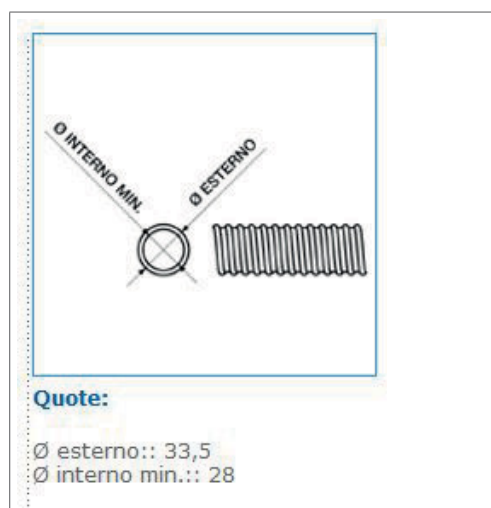 Ø INTERNO MIN.
Ø ESTERNO
Quote:
Ø esterno:: 33,5
Ø interno min.:: 28